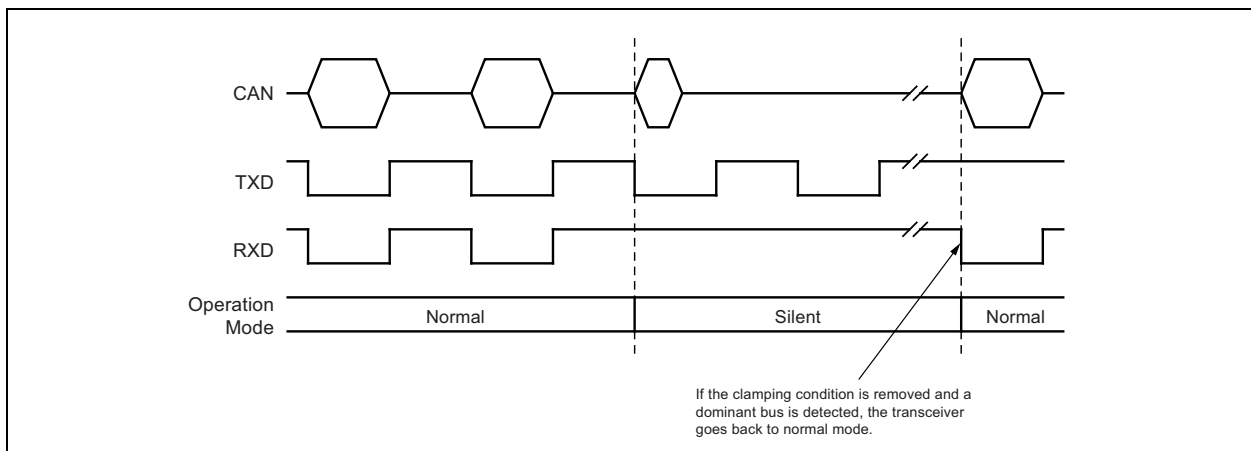 CAN
TXD
RXD
Operation
Mode
Normal
Silent
Normal
If the clamping condition is removed and a
dominant bus is detected, the transceiver
goes back to normal mode.